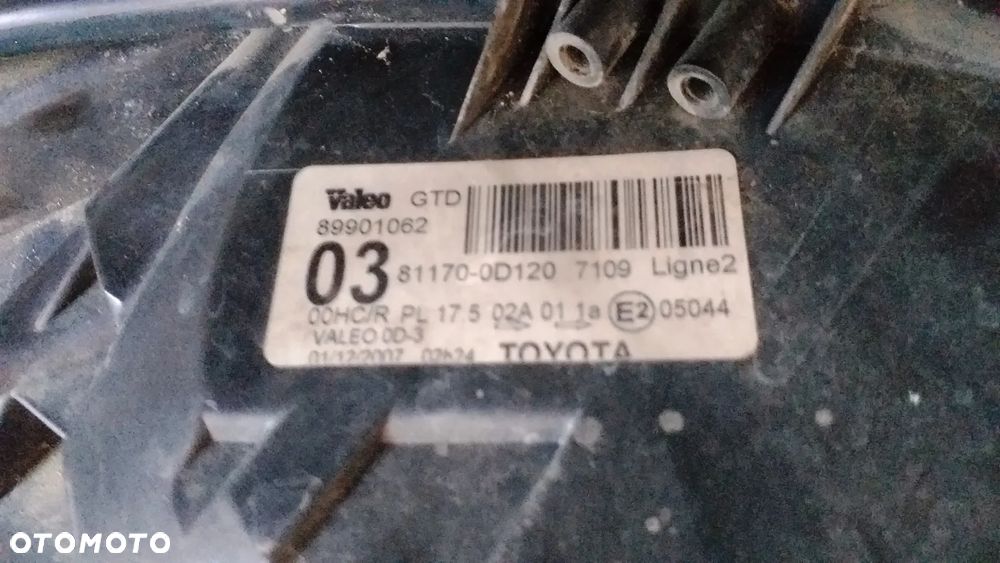 Valeo GTD
89901062
03 81170-0D120 7109 Ligne2
00HC/R PL 17 5 02A 01 1a E2 05044
VALEO 0D-3
01/12/2007 02h24 TOYOTA
OTOMOTO